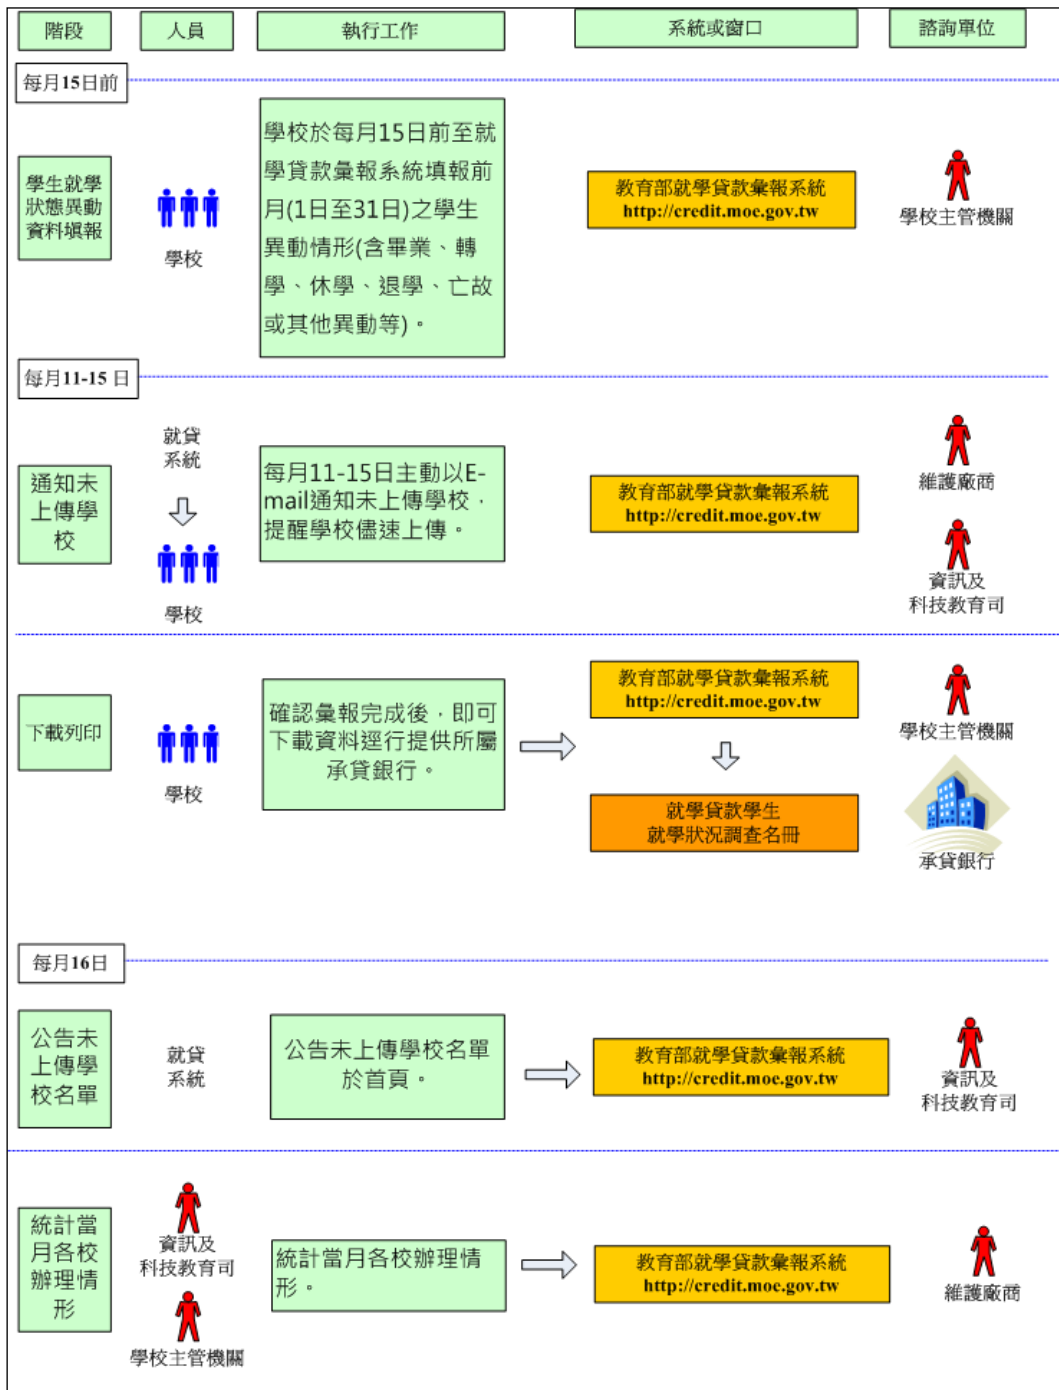 階段
人員
執行工作
系統或窗口
諮詢單位
每月15日前
學生就學
狀態異動
資料填報
學校
學校於每月15日前至就
學貸款彙報系統填報前
月(1日至31日)之學生
異動情形(含畢業、轉
學、休學、退學、亡故
或其他異動等)。
教育部就學貸款彙報系統
http://credit.moe.gov.tw
學校主管機關
每月11-15 日
通知未
上傳學
校
就貸
系統
學校
每月11-15日主動以E-
mail通知未上傳學校，
提醒學校儘速上傳。
教育部就學貸款彙報系統
http://credit.moe.gov.tw
維護廠商
資訊及
科技教育司
下載列印
學校
確認彙報完成後，即可
下載資料逕行提供所屬
承貸銀行。
教育部就學貸款彙報系統
http://credit.moe.gov.tw
就學貸款學生
就學狀況調查名冊
學校主管機關
承貸銀行
每月16日
公告未
上傳學
校名單
就貸
系統
公告未上傳學校名單
於首頁。
教育部就學貸款彙報系統
http://credit.moe.gov.tw
資訊及
科技教育司
統計當
月各校
辦理情
形
資訊及
科技教育司
學校主管機關
統計當月各校辦理情
形。
教育部就學貸款彙報系統
http://credit.moe.gov.tw
維護廠商